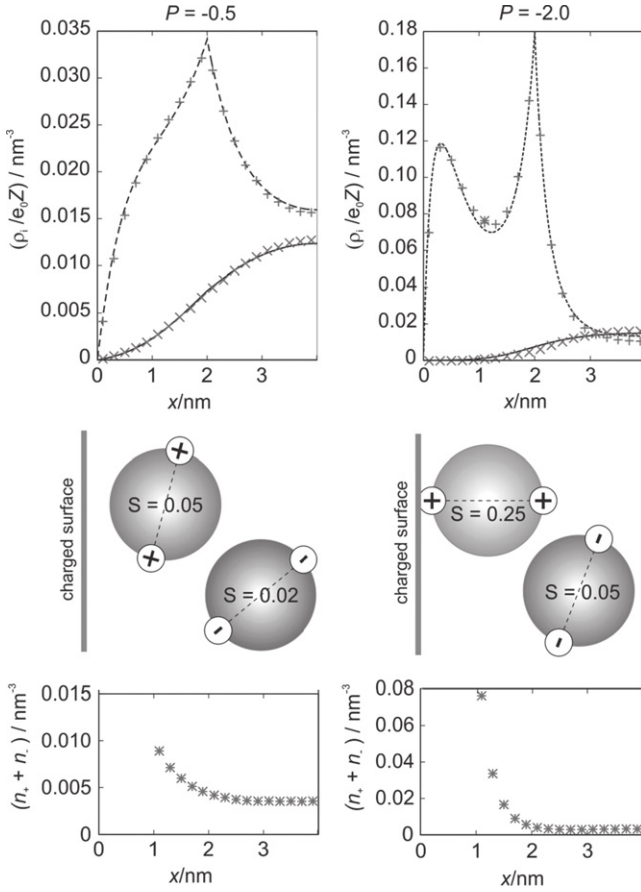 P = -0.5
P = -2.0
(ρi /e0Z) / nm-3
0.035
0.030
0.025
0.020
0.015
0.010
0.005
0
0 1 2 3
x/nm
(ρi /e0Z) / nm-3
0.18
0.16
0.14
0.12
0.10
0.08
0.06
0.04
0.02
0
0 1 2 3
x/nm
charged surface
+
S = 0.05
+
-
S = 0.02
-
charged surface
+ S = 0.25 +
-
S = 0.05
-
(n+ + n-) / nm-3
0.015
0.010
0.005
0
0 1 2 3
x/nm
(n+ + n-) / nm-3
0.08
0.06
0.04
0.02
0
0 1 2 3
x/nm